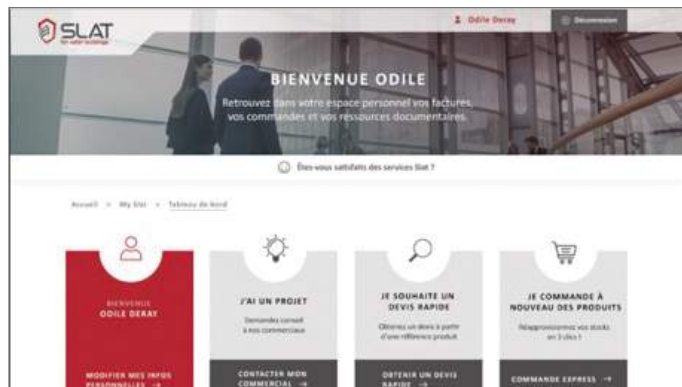 SLAT
for safer buildings
Odile Deray
Déconnexion
BIENVENUE ODILE
Retrouvez dans votre espace personnel vos factures,
vos commandes et vos ressources documentaires.
Êtes-vous satisfaits des services Slat ?
Accueil > My Slat > Tableau de bord
BIENVENUE
ODILE DERAY
MODIFIER MES INFOS
PERSONNELLES →
J'AI UN PROJET
Demandez conseil
à nos commerciaux
CONTACTER MON
COMMERCIAL →
JE SOUHAITE UN
DEVIS RAPIDE
Obtenez un devis à partir
d'une référence produit
OBTENIR UN DEVIS
RAPIDE →
JE COMMANDE À
NOUVEAU DES PRODUITS
Réapprovisionnez vos stocks
en 3 clics !
COMMANDE EXPRESS →